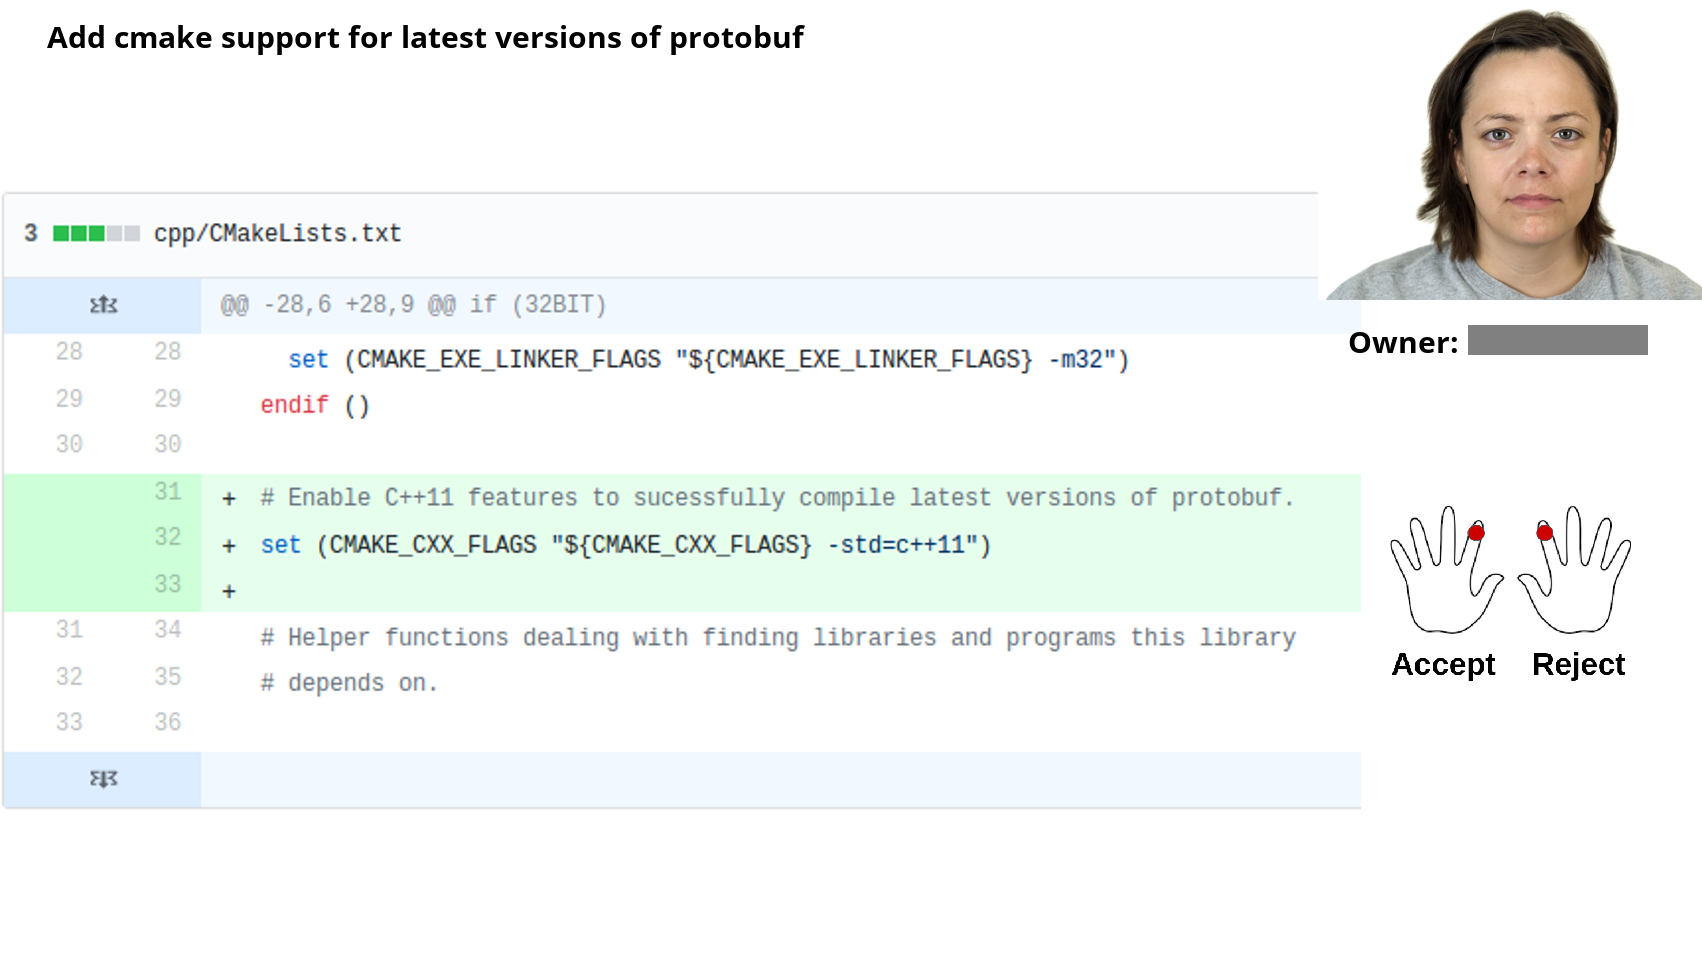 Add cmake support for latest versions of protobuf
3 cpp/CMakeLists.txt
@@ -28,6 +28,9 @@ if (32BIT)
28 28 set (CMAKE_EXE_LINKER_FLAGS "${CMAKE_EXE_LINKER_FLAGS} -m32")
29 29 endif ()
30 30
31 + # Enable C++11 features to sucessfully compile latest versions of protobuf.
32 + set (CMAKE_CXX_FLAGS "${CMAKE_CXX_FLAGS} -std=c++11")
33 +
31 34 # Helper functions dealing with finding libraries and programs this library
32 35 # depends on.
33 36
Owner:
Accept Reject